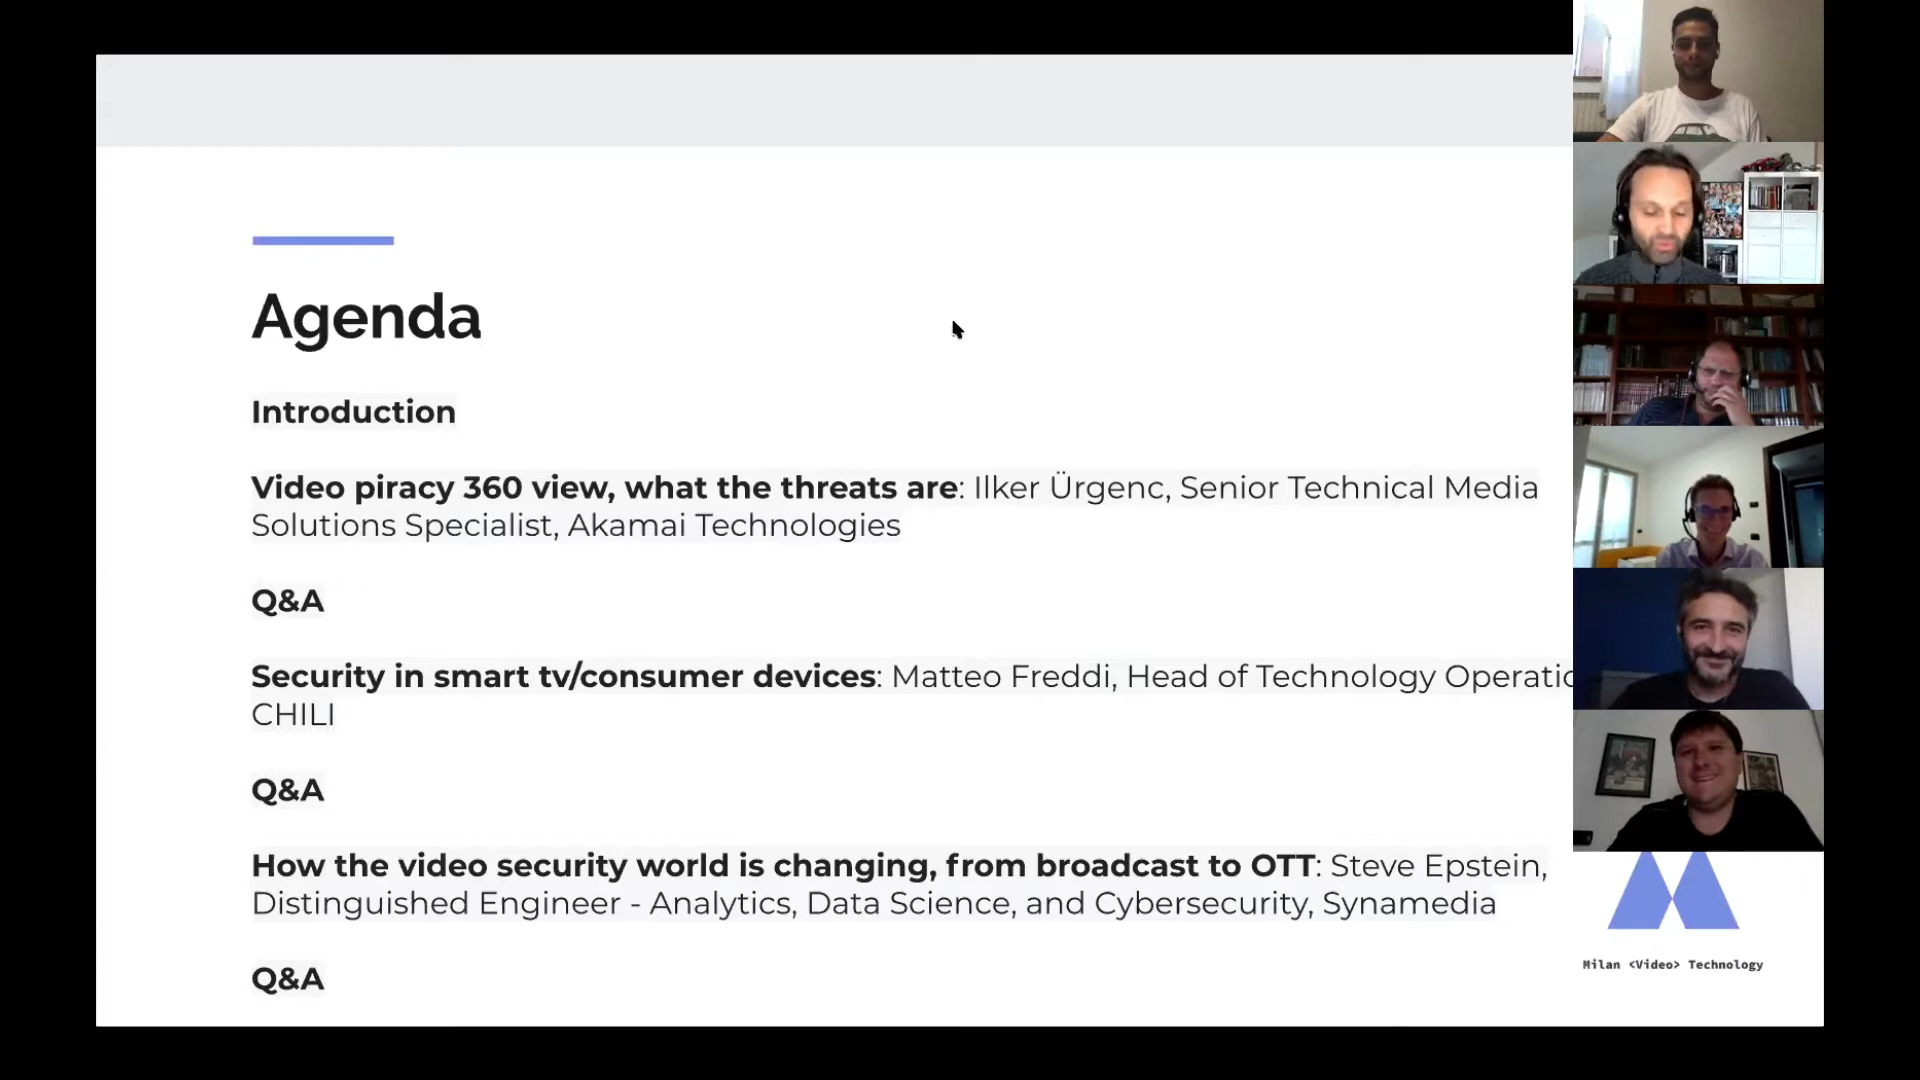 Agenda
Introduction
Video piracy 360 view, what the threats are: Ilker Ürgenc, Senior Technical Media
Solutions Specialist, Akamai Technologies
Q&A
Security in smart tv/consumer devices: Matteo Freddi, Head of Technology
CHILI
Q&A
How the video security world is changing, from broadcast to OTT: Steve Epstein,
Distinguished Engineer - Analytics, Data Science, and Cybersecurity, Synamedia
Q&A
Milan <Video> Technology